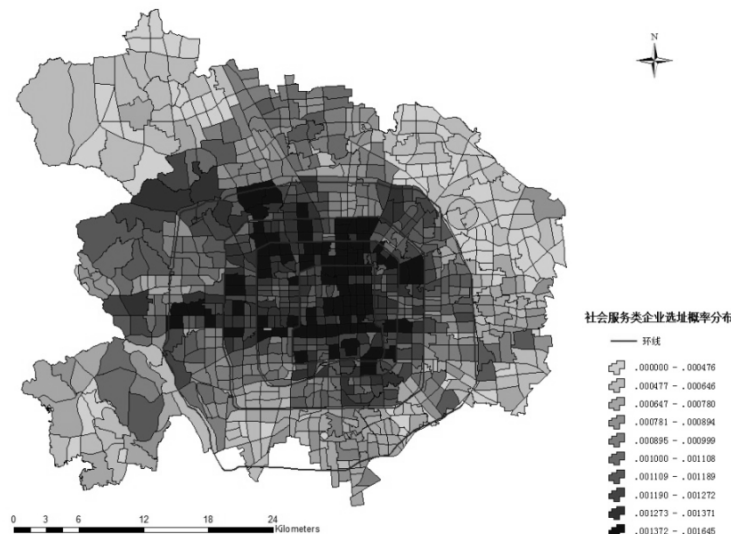 N
社会服务类企业选址概率分布
环线
.000000 - .000476
.000477 - .000646
.000647 - .000780
.000781 - .000894
.000895 - .000999
.001000 - .001108
.001109 - .001189
.001190 - .001272
.001273 - .001371
.001372 - .001645
0 3 6 12 18 24
Kilometers